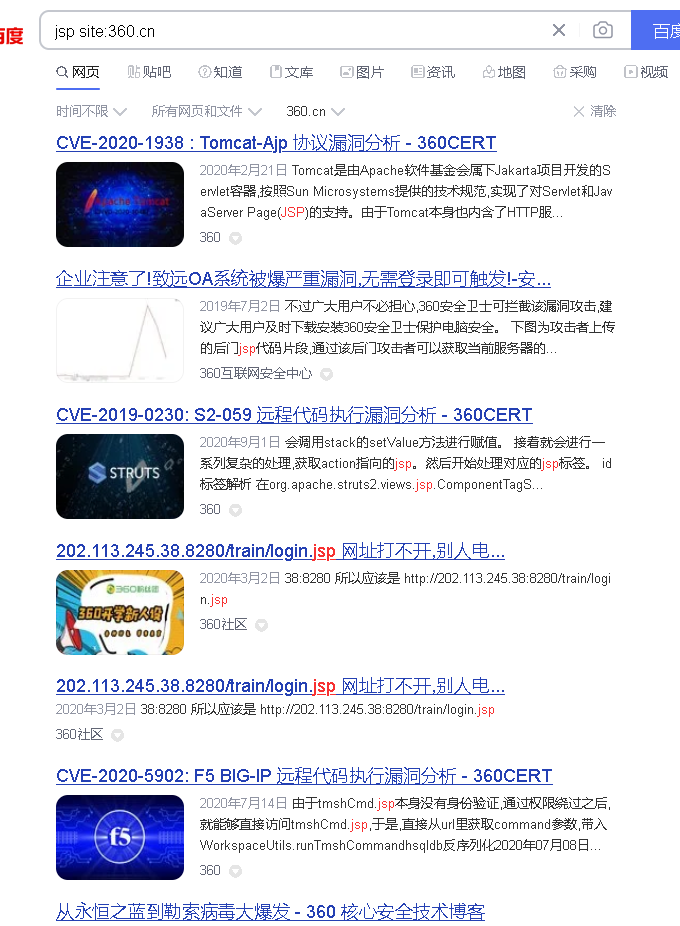 百度 jsp site:360.cn 百度
网页 贴吧 知道 文库 图片 资讯 地图 采购 视频
时间不限 所有网页和文件 360.cn 清除
CVE-2020-1938 : Tomcat-Ajp 协议漏洞分析 - 360CERT
Apache Tomcat
2020年2月21日 Tomcat是由Apache软件基金会属下Jakarta项目开发的S
ervlet容器,按照Sun Microsystems提供的技术规范,实现了对Servlet和Jav
aServer Page(JSP)的支持。由于Tomcat本身也内含了HTTP服...
360
企业注意了!致远OA系统被爆严重漏洞,无需登录即可触发!-安...
2019年7月2日 不过广大用户不必担心,360安全卫士可拦截该漏洞攻击,建
议广大用户及时下载安装360安全卫士保护电脑安全。 下图为攻击者上传
的后门jsp代码片段,通过该后门攻击者可以获取当前服务器的...
360互联网安全中心
CVE-2019-0230: S2-059 远程代码执行漏洞分析 - 360CERT
STRUTS
2020年9月1日 会调用stack的setValue方法进行赋值。 接着就会进行一
系列复杂的处理,获取action指向的jsp。然后开始处理对应的jsp标签。 id
标签解析 在org.apache.struts2.views.jsp.ComponentTagS...
360
202.113.245.38.8280/train/login.jsp 网址打不开,别人电...
360开学新人设
2020年3月2日 38:8280 所以应该是 http://202.113.245.38:8280/train/logi
n.jsp
360社区
202.113.245.38.8280/train/login.jsp 网址打不开,别人电...
2020年3月2日 38:8280 所以应该是 http://202.113.245.38:8280/train/login.jsp
360社区
CVE-2020-5902: F5 BIG-IP 远程代码执行漏洞分析 - 360CERT
f5
2020年7月14日 由于tmshCmd.jsp本身没有身份验证,通过权限绕过之后,
就能够直接访问tmshCmd.jsp,于是,直接从url里获取command参数,带入
WorkspaceUtils.runTmshCommandhsqldb反序列化2020年07月08日...
360
从永恒之蓝到勒索病毒大爆发 - 360 核心安全技术博客